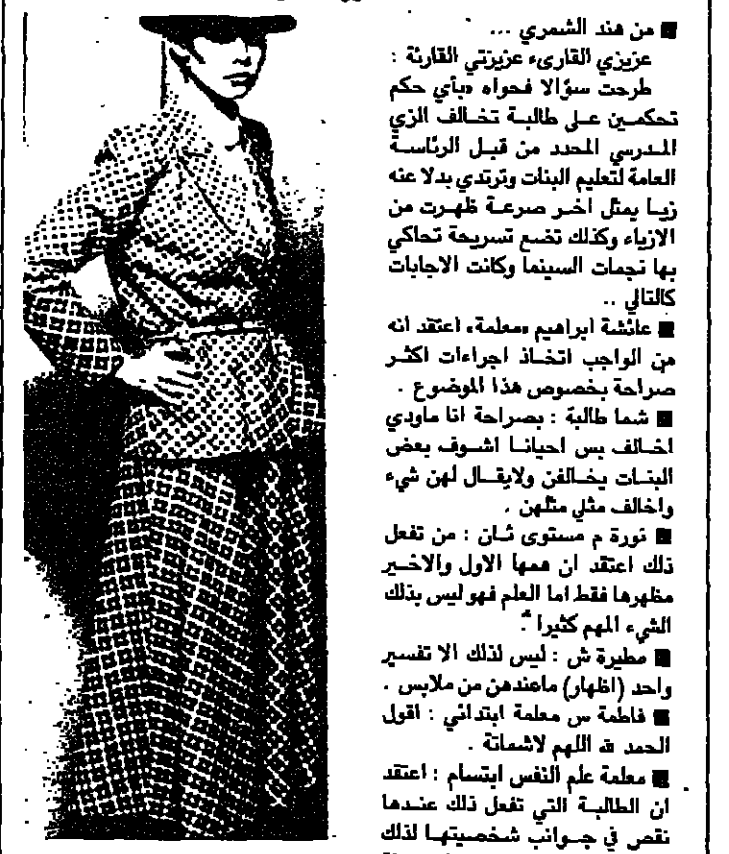 ■ من هند الشمري ...
عزيزي القارىء عزيزتي القارئة :
طرحت سؤالا فحواه «بأي حكم
تحكمين على طالبة تخالف الزي
المدرسي المحدد من قبل الرئاسة
العامة لتعليم البنات وترتدي بدلا عنه
زيا يمثل اخر صرعة ظهرت من
الازياء وكذلك تضع تسريحة تحاكي
بها نجمات السينما وكانت الاجابات
كالتالي ..
■ عائشة ابراهيم «معلمة» اعتقد انه
من الواجب اتخاذ اجراءات اكثر
صراحة بخصوص هذا الموضوع .
■ شما طالبة : بصراحة انا ماودي
اخالف بس احيانا اشوف بعض
البنات يخالفن ولايقال لهن شيء
واخالف مثلي مثلهن .
■ نورة م مستوى ثان : من تفعل
ذلك اعتقد ان همها الاول والاخير
مظهرها فقط اما العلم فهو ليس بذلك
الشيء المهم كثيرا .
■ مطيرة ش : ليس لذلك الا تفسير
واحد (اظهار) ماعندهن من ملابس .
■ فاطمة س معلمة ابتدائي : اقول
الحمد لله اللهم لاشماتة .
■ معلمة علم النفس ابتسام : اعتقد
ان الطالبة التي تفعل ذلك عندها
نقص في جوانب شخصيتها لذلك